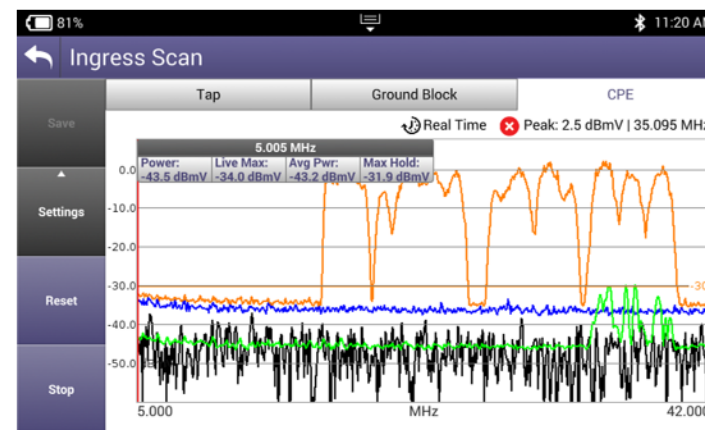 81%
11:20 AM
Ingress Scan
Tap
Ground Block
CPE
Save
Real Time
Peak: 2.5 dBmV | 35.095 MHz
5.005 MHz
Power:
Live Max:
Avg Pwr:
Max Hold:
-43.5 dBmV
-34.0 dBmV
-43.2 dBmV
-31.9 dBmV
0.0
Settings
-10.0
-20.0
Reset
-30.0
-30
-40.0
-50.0
Stop
5.000
MHz
42.000